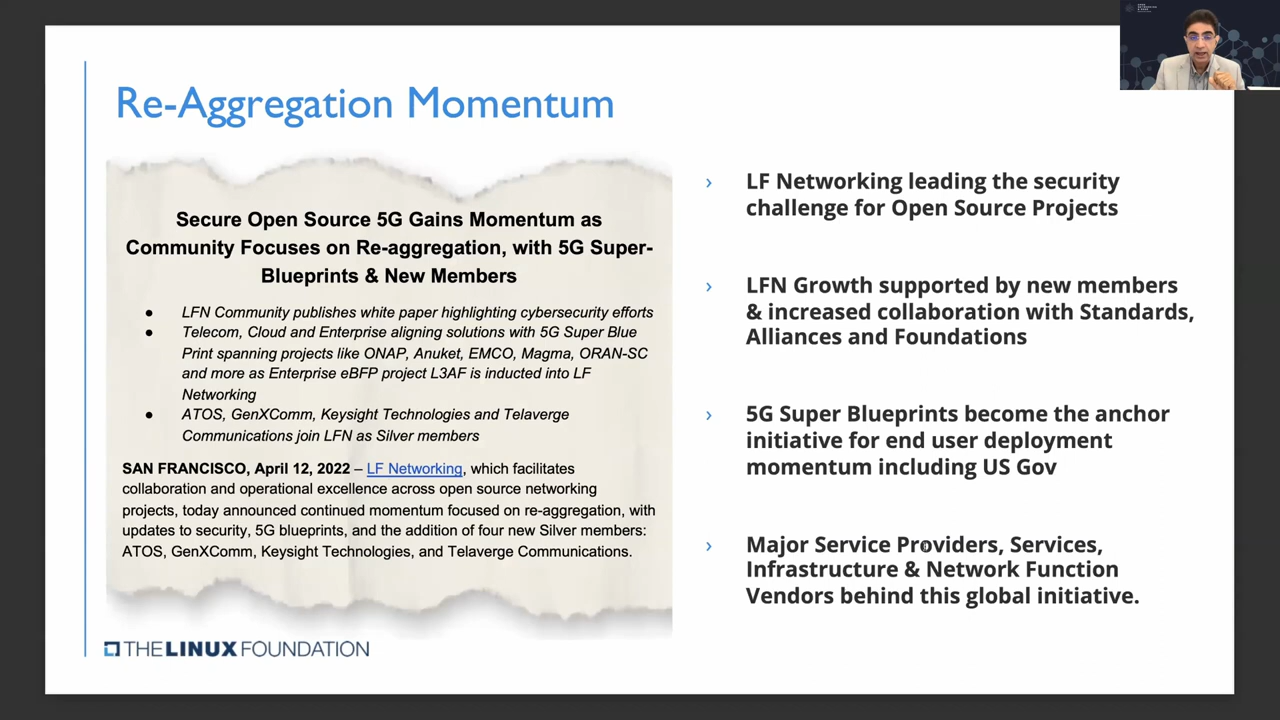 Re-Aggregation Momentum
Secure Open Source 5G Gains Momentum as
Community Focuses on Re-aggregation, with 5G Super-
Blueprints & New Members
● LFN Community publishes white paper highlighting cybersecurity efforts
● Telecom, Cloud and Enterprise aligning solutions with 5G Super Blue
Print spanning projects like ONAP, Anuket, EMCO, Magma, ORAN-SC
and more as Enterprise eBFP project L3AF is inducted into LF
Networking
● ATOS, GenXComm, Keysight Technologies and Telaverge
Communications join LFN as Silver members
SAN FRANCISCO, April 12, 2022 – LF Networking, which facilitates
collaboration and operational excellence across open source networking
projects, today announced continued momentum focused on re-aggregation, with
updates to security, 5G blueprints, and the addition of four new Silver members:
ATOS, GenXComm, Keysight Technologies, and Telaverge Communications.
THE LINUX FOUNDATION
› LF Networking leading the security
challenge for Open Source Projects
› LFN Growth supported by new members
& increased collaboration with Standards,
Alliances and Foundations
› 5G Super Blueprints become the anchor
initiative for end user deployment
momentum including US Gov
› Major Service Providers, Services,
Infrastructure & Network Function
Vendors behind this global initiative.